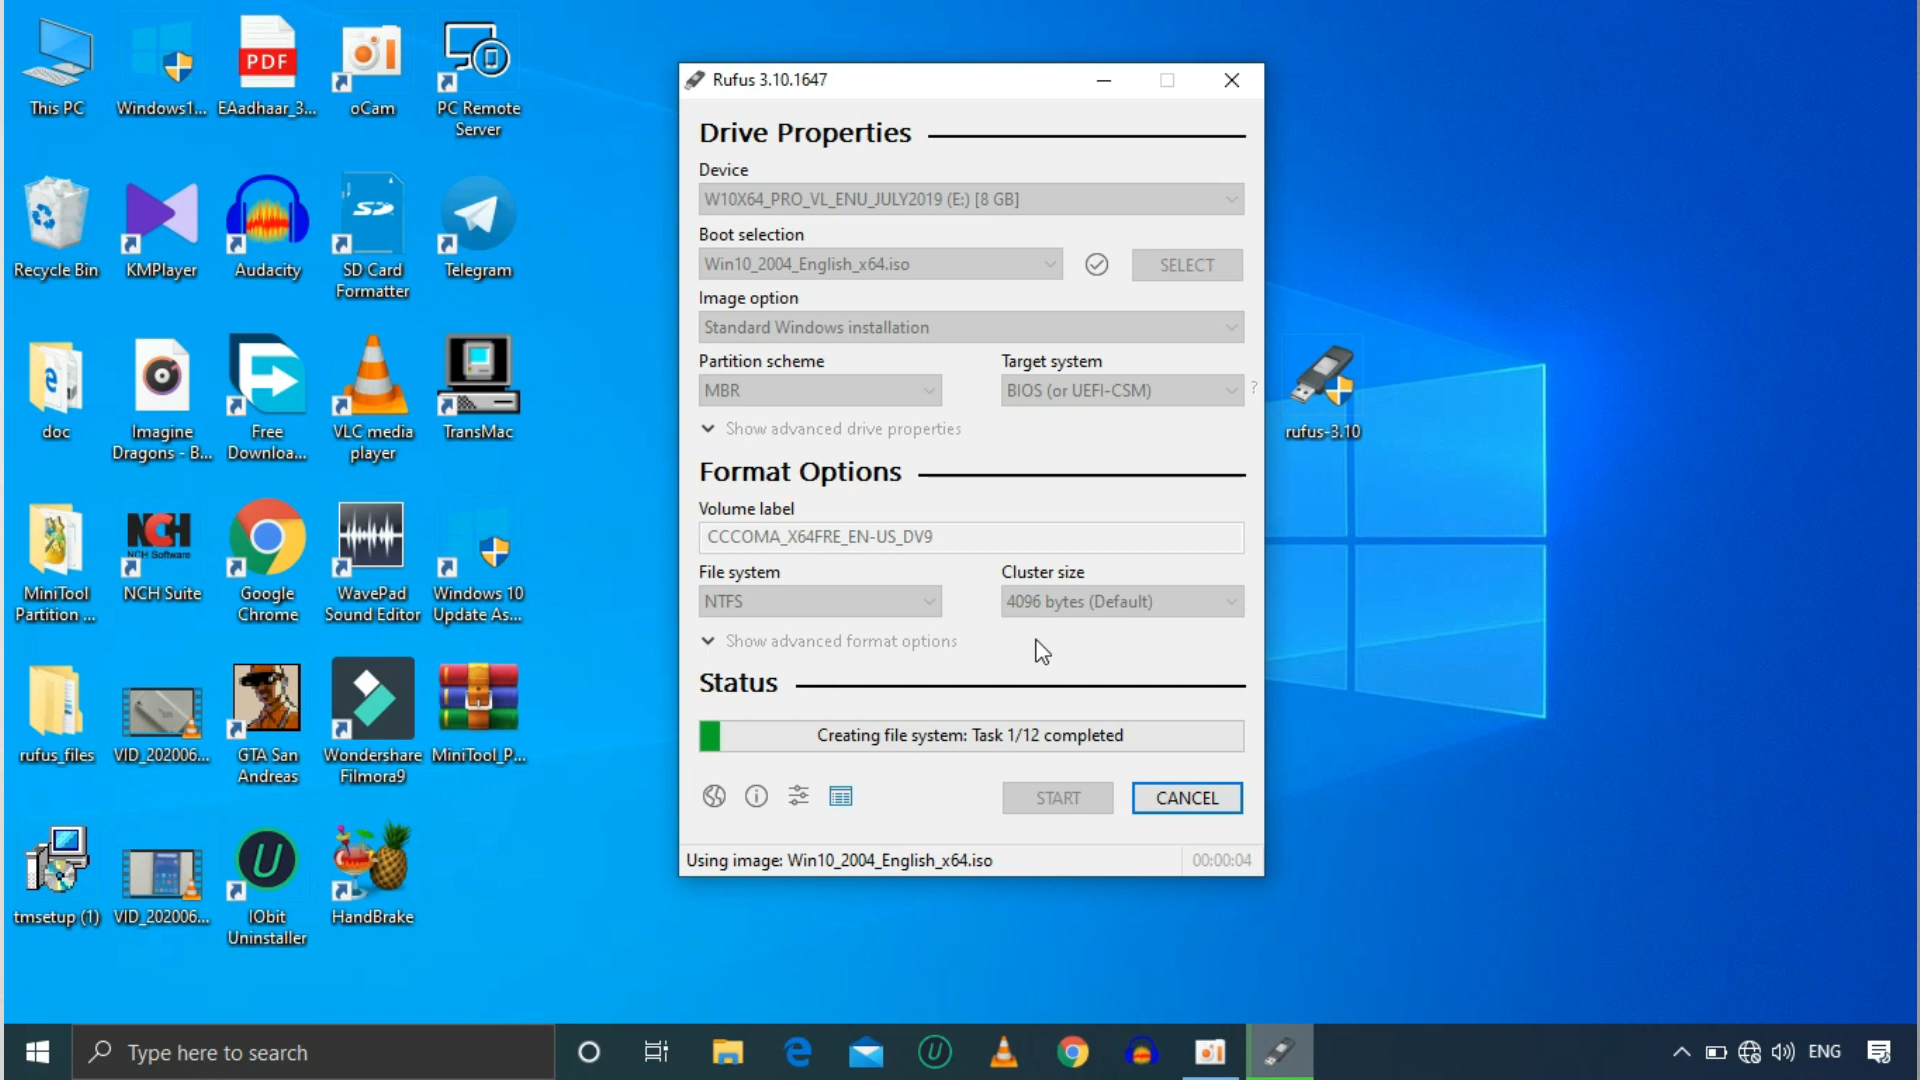 This PC
Windows1...
PDF
EAadhaar_3...
oCam
PC Remote
Server
Recycle Bin
KMPlayer
Audacity
SD
SD Card
Formatter
Telegram
doc
Imagine
Dragons - B...
Free
Downloa...
VLC media
player
TransMac
MiniTool
Partition ...
NCH
NCH Software
NCH Suite
Google
Chrome
WavePad
Sound Editor
Windows 10
Update As...
rufus_files
VID_202006...
GTA San
Andreas
Wondershare
Filmora9
MiniTool_P...
tmsetup (1)
VID_202006...
IObit
Uninstaller
HandBrake
Rufus 3.10.1647
Drive Properties
Device
W10X64_PRO_VL_ENU_JULY2019 (E:) [8 GB]
Boot selection
Win10_2004_English_x64.iso
SELECT
Image option
Standard Windows installation
Partition scheme
Target system
MBR
BIOS (or UEFI-CSM)
?
Show advanced drive properties
Format Options
Volume label
CCCOMA_X64FRE_EN-US_DV9
File system
Cluster size
NTFS
4096 bytes (Default)
Show advanced format options
Status
Creating file system: Task 1/12 completed
START
CANCEL
Using image: Win10_2004_English_x64.iso
00:00:04
rufus-3.10
Type here to search
ENG